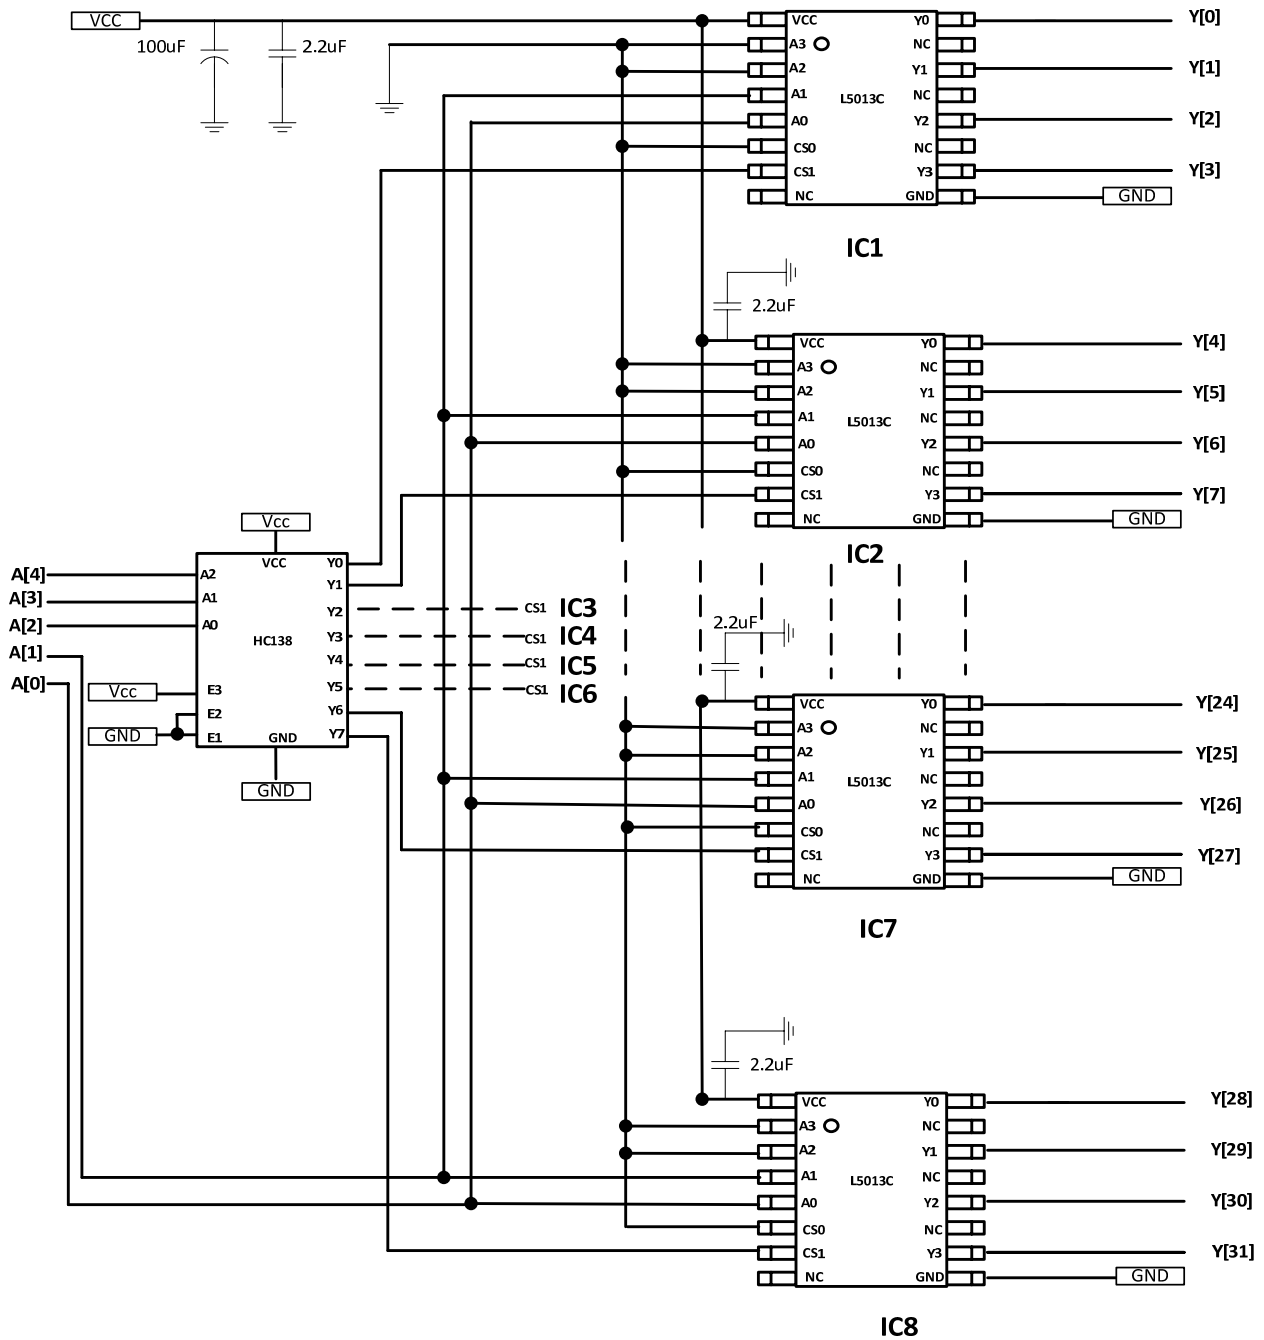 VCC
100uF
2.2uF
VCC Y0 Y[0]
A3 NC
A2 Y1 Y[1]
A1 L5013C NC
A0 Y2 Y[2]
CS0 NC
CS1 Y3 Y[3]
NC GND GND
IC1
2.2uF
VCC Y0 Y[4]
A3 NC
A2 Y1 Y[5]
A1 L5013C NC
A0 Y2 Y[6]
CS0 NC
CS1 Y3 Y[7]
NC GND GND
IC2
Vcc
VCC Y0
A[4] A2 Y1
A[3] A1 Y2 CS1 IC3
A[2] A0 HC138 Y3 CS1 IC4
A[1] Y4 CS1 IC5
A[0] Vcc E3 Y5 CS1 IC6
E2 Y6
GND E1 GND Y7
GND
2.2uF
VCC Y0 Y[24]
A3 NC
A2 Y1 Y[25]
A1 L5013C NC
A0 Y2 Y[26]
CS0 NC
CS1 Y3 Y[27]
NC GND GND
IC7
2.2uF
VCC Y0 Y[28]
A3 NC
A2 Y1 Y[29]
A1 L5013C NC
A0 Y2 Y[30]
CS0 NC
CS1 Y3 Y[31]
NC GND GND
IC8